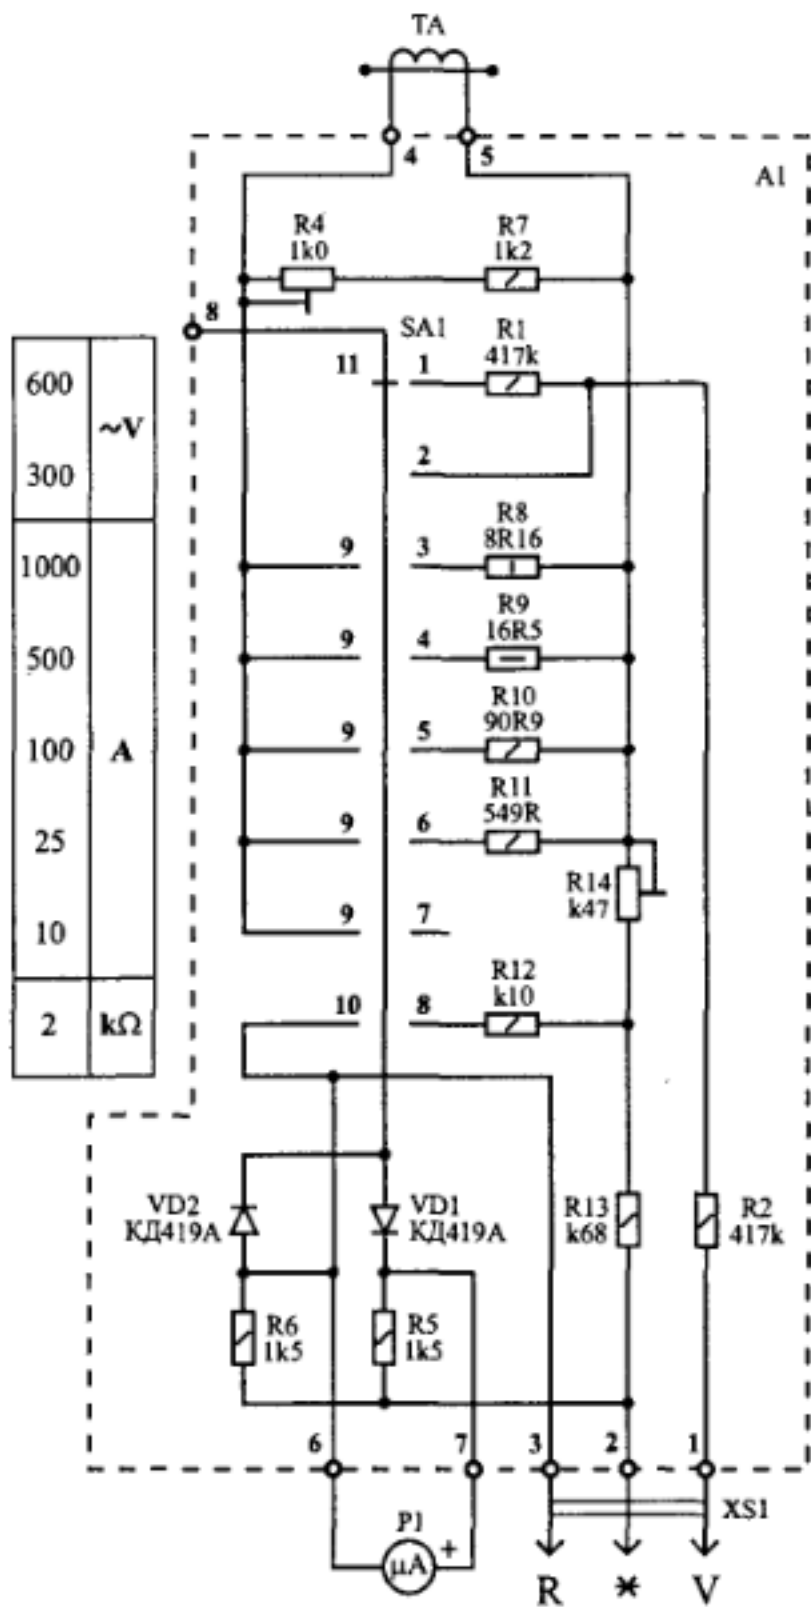 TA
4 5
A1
R4
1k0
R7
1k2
8
SA1
R1
417k
600
11 1
~V
300
2
R8
8R16
1000
9 3
R9
16R5
500
9 4
R10
90R9
100
A
9 5
R11
549R
25
9 6
R14
k47
10
9 7
R12
k10
2
kΩ
10 8
VD2
КД419А
VD1
КД419А
R13
k68
R2
417k
R6
1k5
R5
1k5
6 7 3 2 1
XS1
P1
μA
+
R * V